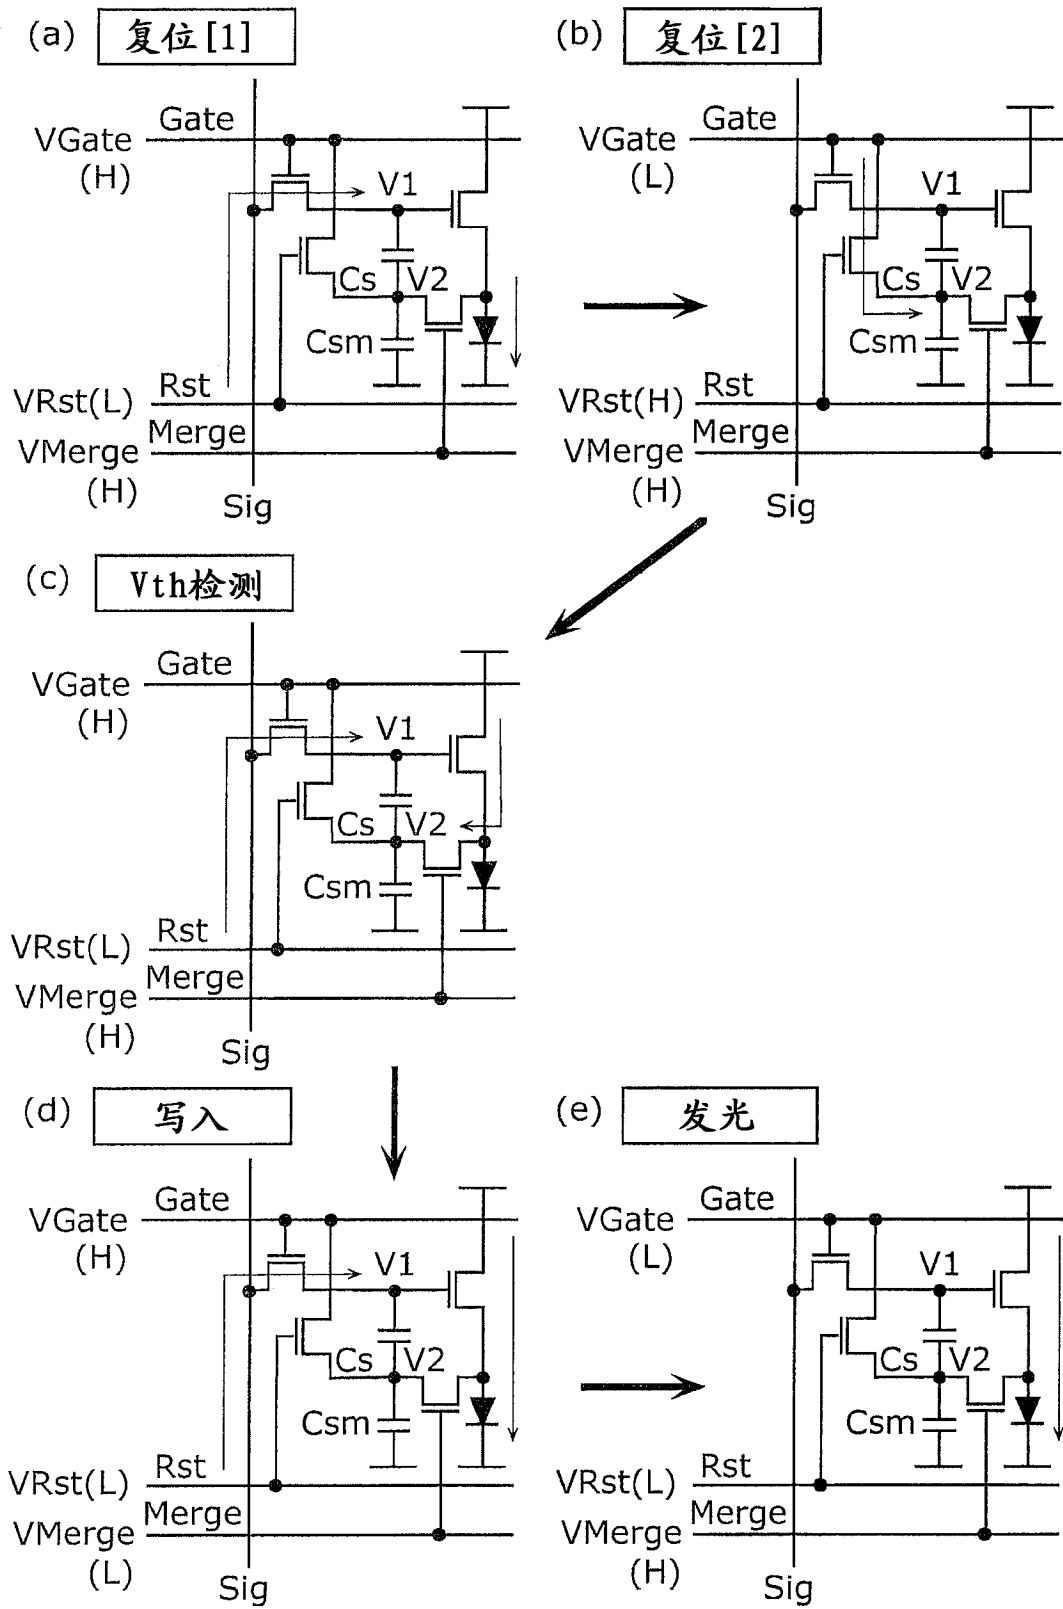 (a) 复位[1]
Gate
VGate
(H)
V1
Cs V2
Csm
Rst
VRst(L)
Merge
VMerge
(H)
Sig
(b) 复位[2]
Gate
VGate
(L)
V1
Cs V2
Csm
Rst
VRst(H)
Merge
VMerge
(H)
Sig
(c) Vth检测
Gate
VGate
(H)
V1
Cs V2
Csm
Rst
VRst(L)
Merge
VMerge
(H)
Sig
(d) 写入
Gate
VGate
(H)
V1
Cs V2
Csm
Rst
VRst(L)
Merge
VMerge
(L)
Sig
(e) 发光
Gate
VGate
(L)
V1
Cs V2
Csm
Rst
VRst(L)
Merge
VMerge
(H)
Sig